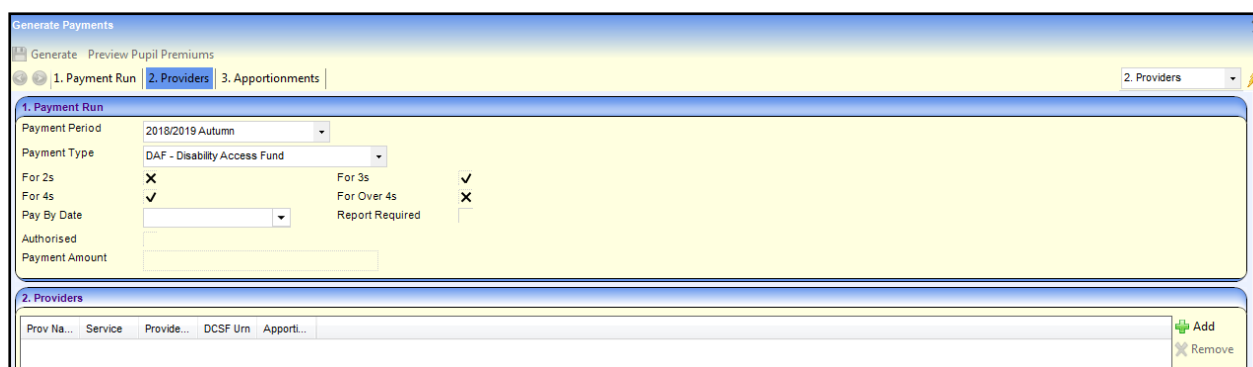 Generate Payments
Generate Preview Pupil Premiums
1. Payment Run 2. Providers 3. Apportionments 2. Providers
1. Payment Run
Payment Period 2018/2019 Autumn
Payment Type DAF - Disability Access Fund
For 2s For 3s
For 4s For Over 4s
Pay By Date Report Required
Authorised
Payment Amount
2. Providers
Prov Na... Service Provide... DCSF Urn Apporti... Add
Remove